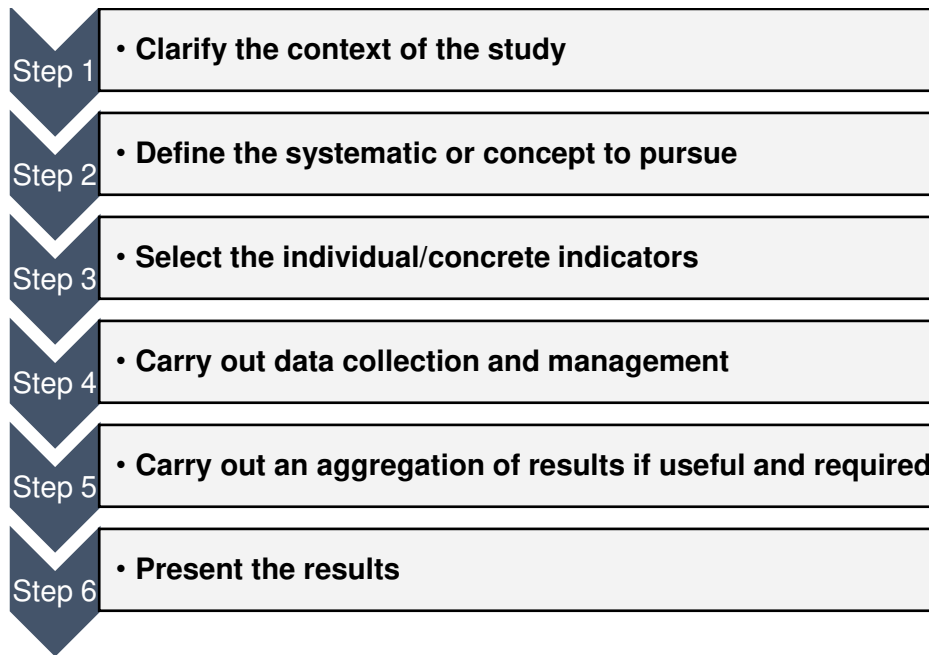 Step 1
• Clarify the context of the study
Step 2
• Define the systematic or concept to pursue
Step 3
• Select the individual/concrete indicators
Step 4
• Carry out data collection and management
Step 5
• Carry out an aggregation of results if useful and required
Step 6
• Present the results